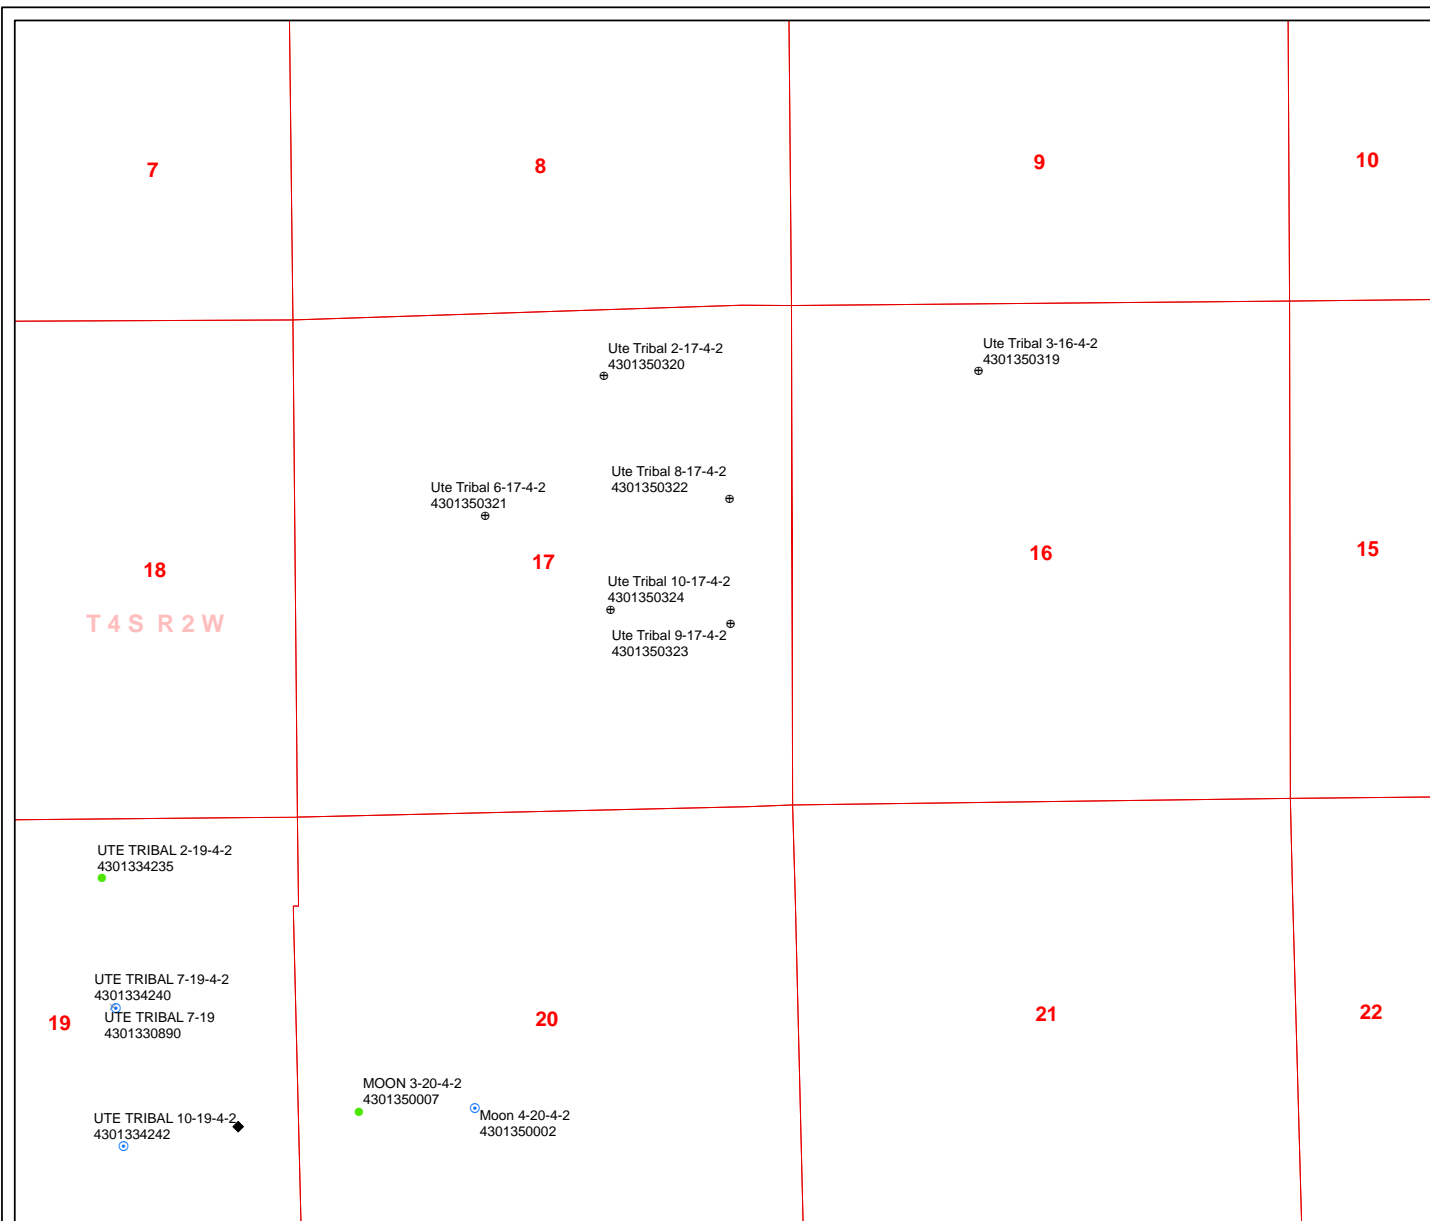 7
8
9
10
Ute Tribal 2-17-4-2
4301350320
Ute Tribal 3-16-4-2
4301350319
Ute Tribal 8-17-4-2
4301350322
Ute Tribal 6-17-4-2
4301350321
18
17
16
15
T 4 S R 2 W
Ute Tribal 10-17-4-2
4301350324
Ute Tribal 9-17-4-2
4301350323
UTE TRIBAL 2-19-4-2
4301334235
UTE TRIBAL 7-19-4-2
4301334240
UTE TRIBAL 7-19
4301330890
19
20
21
22
UTE TRIBAL 10-19-4-2
4301334242
MOON 3-20-4-2
4301350007
Moon 4-20-4-2
4301350002